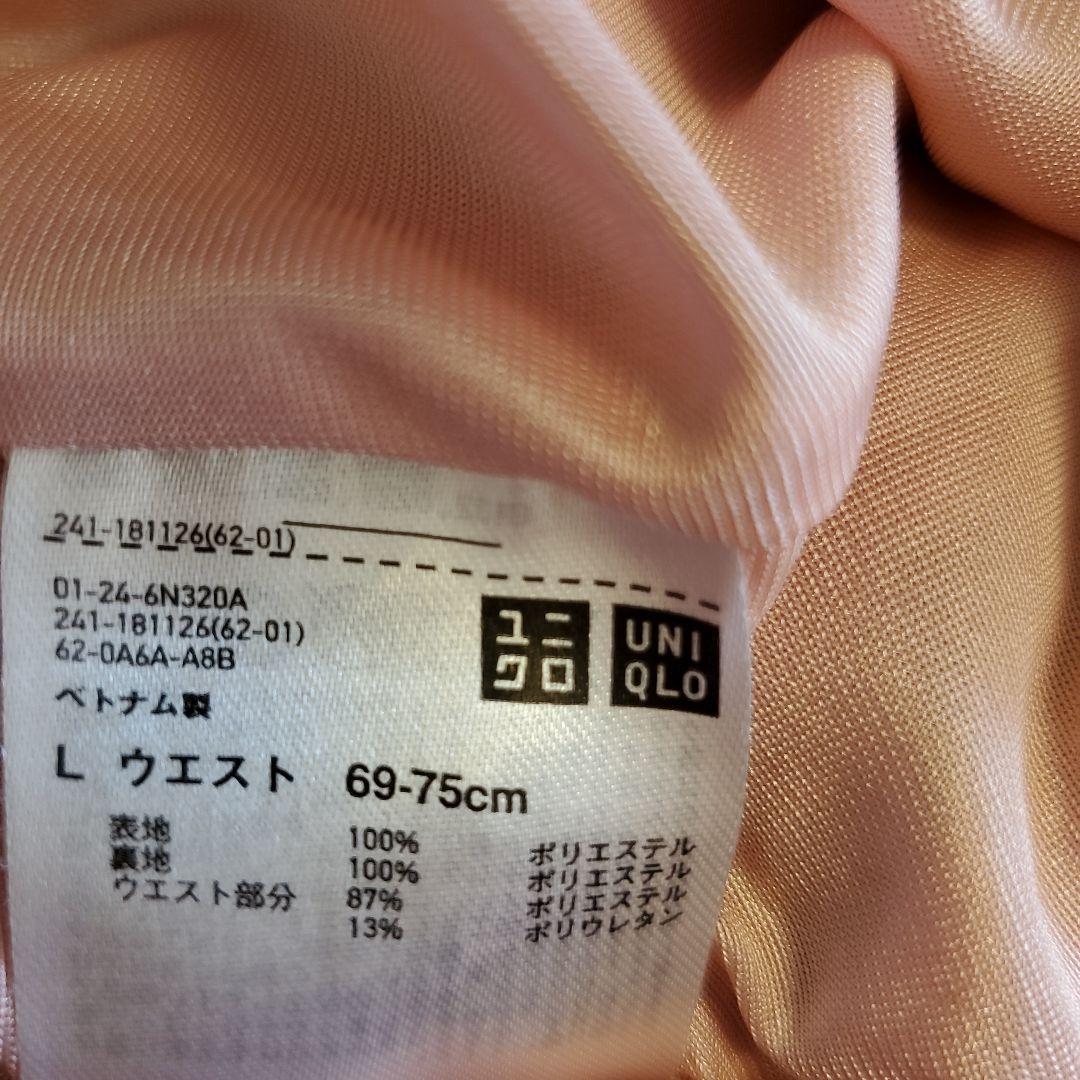 241-181126(62-01)
01-24-6N320A
241-181126(62-01)
62-0A6A-A8B
ベトナム製
ユニ
クロ
UNI
QLO
L ウエスト 69-75cm
表地 100% ポリエステル
裏地 100% ポリエステル
ウエスト部分 87% ポリエステル
13% ポリウレタン